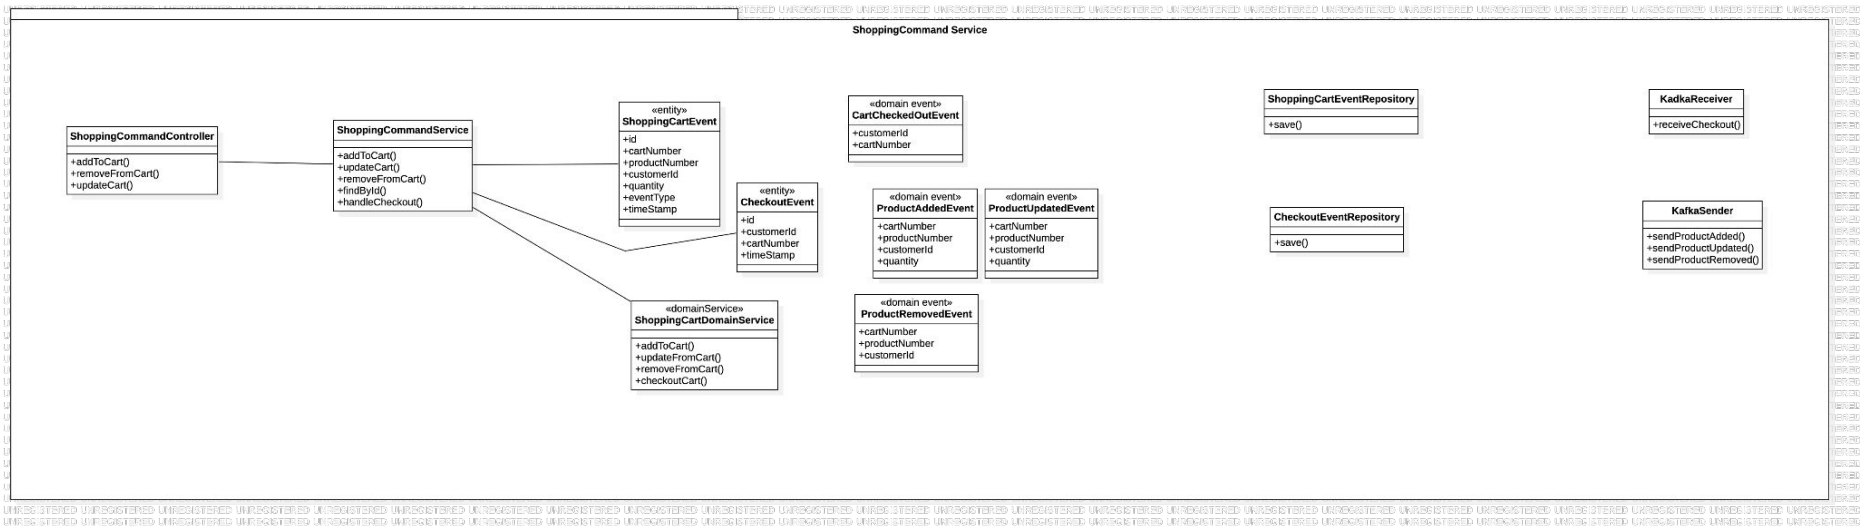 ShoppingCommand Service
ShoppingCommandController
+addToCart()
+removeFromCart()
+updateCart()
ShoppingCommandService
+addToCart()
+updateCart()
+removeFromCart()
+findById()
+handleCheckout()
«entity»
ShoppingCartEvent
+id
+cartNumber
+productNumber
+customerId
+quantity
+eventType
+timeStamp
«entity»
CheckoutEvent
+id
+customerId
+cartNumber
+timeStamp
«domainService»
ShoppingCartDomainService
+addToCart()
+updateFromCart()
+removeFromCart()
+checkoutCart()
«domain event»
CartCheckedOutEvent
+customerId
+cartNumber
«domain event»
ProductAddedEvent
+cartNumber
+productNumber
+customerId
+quantity
«domain event»
ProductUpdatedEvent
+cartNumber
+productNumber
+customerId
+quantity
«domain event»
ProductRemovedEvent
+cartNumber
+productNumber
+customerId
ShoppingCartEventRepository
+save()
CheckoutEventRepository
+save()
KadkaReceiver
+receiveCheckout()
KafkaSender
+sendProductAdded()
+sendProductUpdated()
+sendProductRemoved()